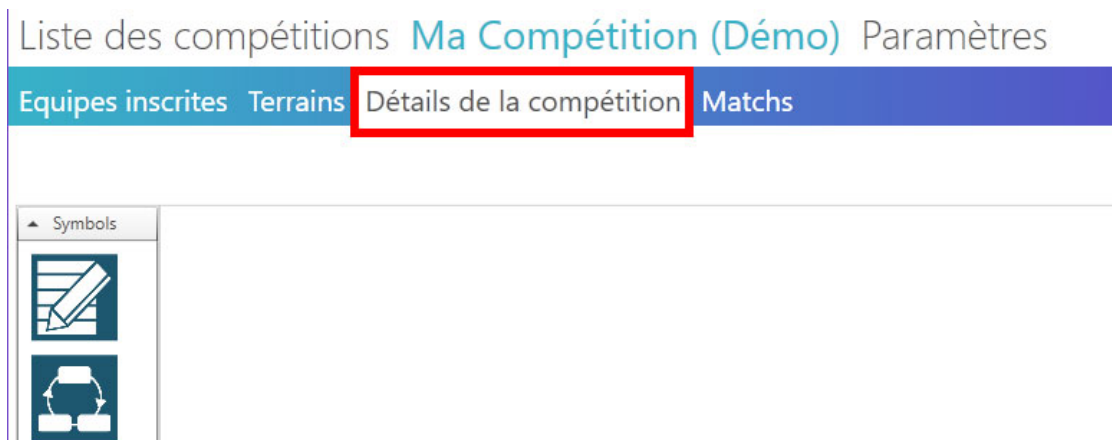 Liste des compétitions Ma Compétition (Démo) Paramètres
Equipes inscrites Terrains Détails de la compétition Matchs
Symbols